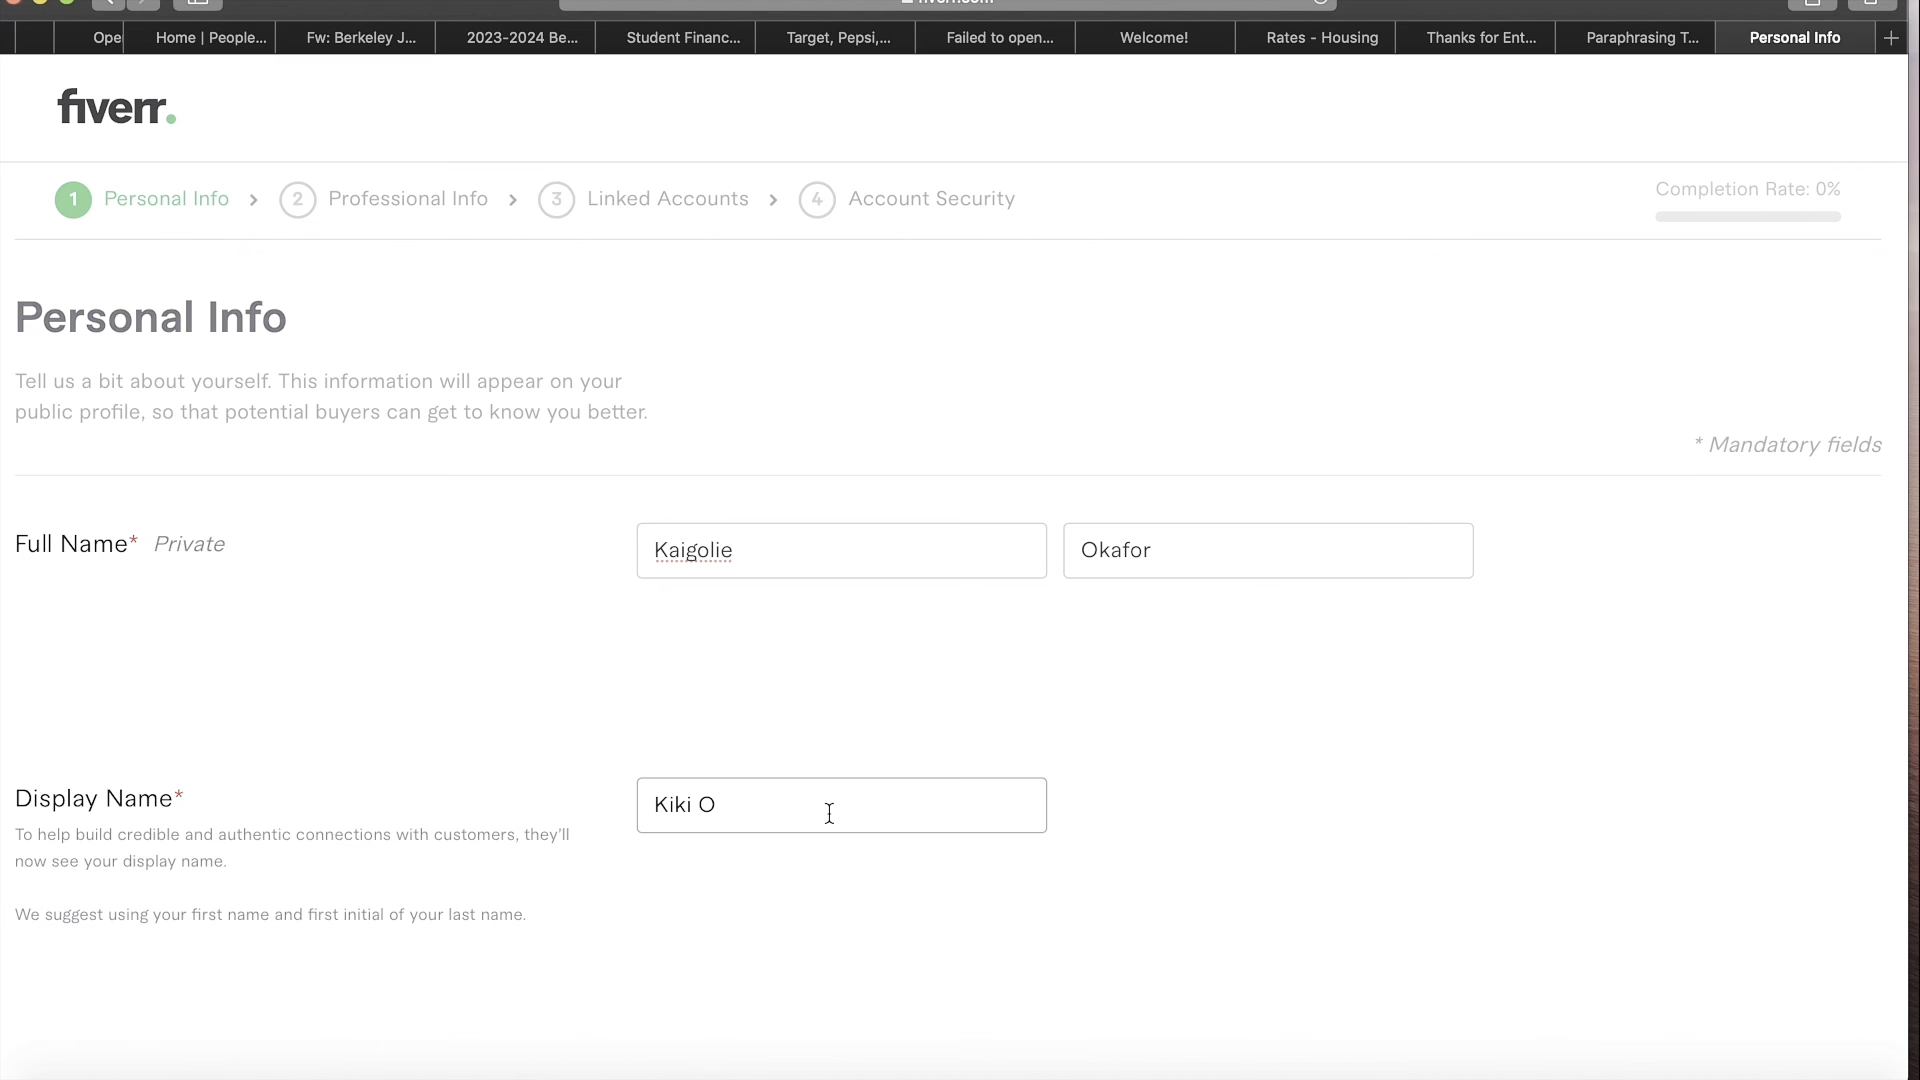 Ope
Home | People...
Fw: Berkeley J...
2023-2024 Be...
Student Financ...
Target, Pepsi,...
Failed to open...
Welcome!
Rates - Housing
Thanks for Ent...
Paraphrasing T...
Personal Info
fiverr.
1 Personal Info > 2 Professional Info > 3 Linked Accounts > 4 Account Security
Completion Rate: 0%
Personal Info
Tell us a bit about yourself. This information will appear on your
public profile, so that potential buyers can get to know you better.
* Mandatory fields
Full Name* Private
Kaigolie
Okafor
Display Name*
Kiki O
To help build credible and authentic connections with customers, they'll
now see your display name.
We suggest using your first name and first initial of your last name.